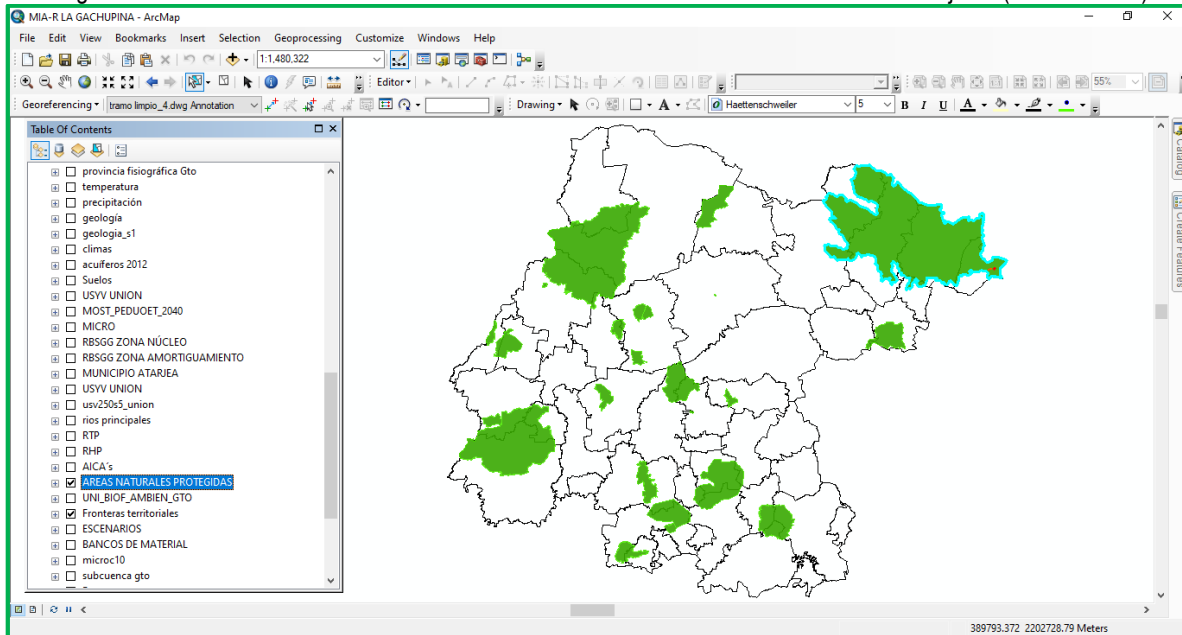 MIA-R LA GACHUPINA - ArcMap
File Edit View Bookmarks Insert Selection Geoprocessing Customize Windows Help
1:1,480,322
Editor
55%
Georeferencing tramo limpio_4.dwg Annotation Drawing A Haettenschweiler 5 B I U A
Table Of Contents
provincia fisiográfica Gto
temperatura
precipitación
geología
geologia_s1
climas
acuíferos 2012
Suelos
USYV UNION
MOST_PEDUOET_2040
MICRO
RBSGG ZONA NÚCLEO
RBSGG ZONA AMORTIGUAMIENTO
MUNICIPIO ATARJEA
USYV UNION
usv250s5_union
rios principales
RTP
RHP
AICA´s
AREAS NATURALES PROTEGIDAS
UNI_BIOF_AMBIEN_GTO
Fronteras territoriales
ESCENARIOS
BANCOS DE MATERIAL
microc10
subcuenca gto
Catalog
Create Features
389793.372 2202728.79 Meters